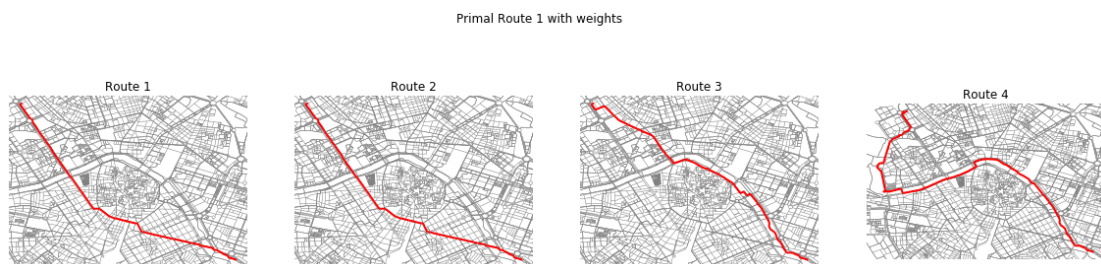 Primal Route 1 with weights
Route 1
Route 2
Route 3
Route 4